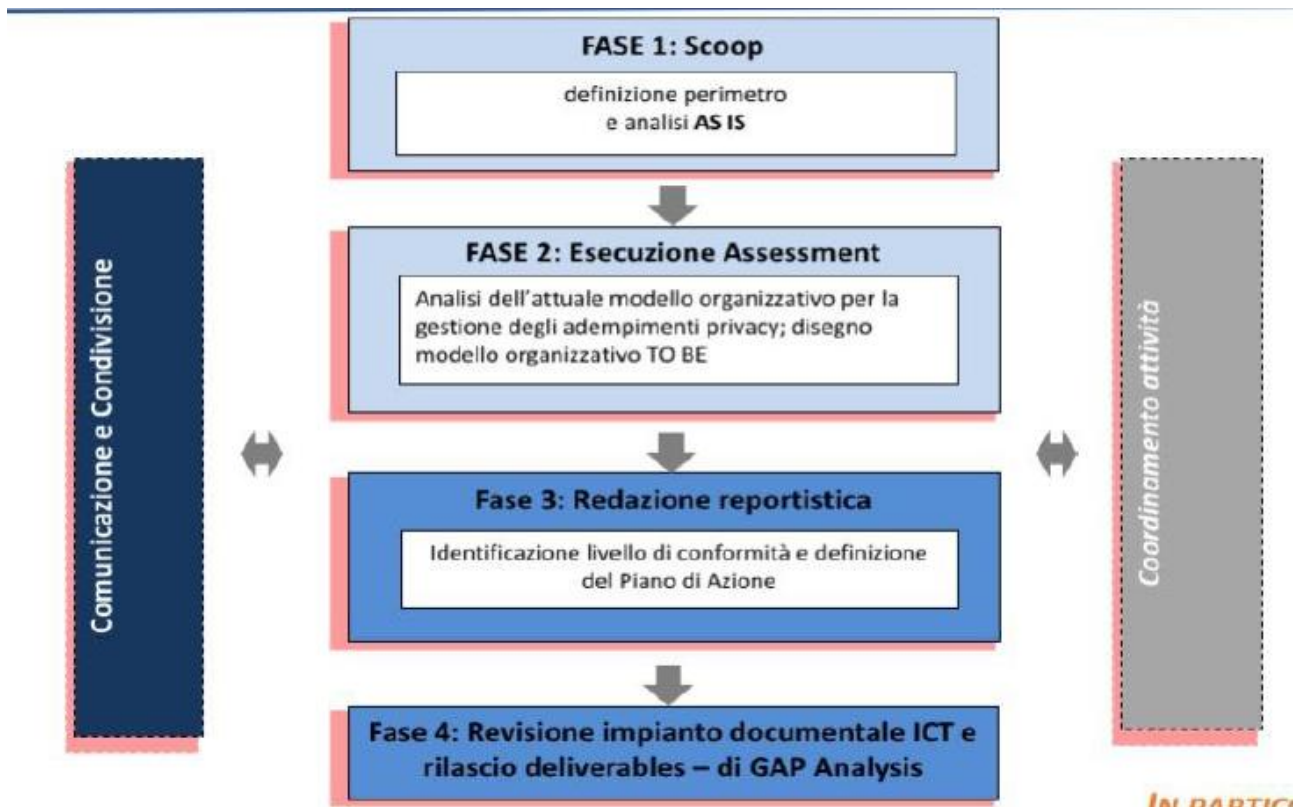 FASE 1: Scoop
definizione perimetro
e analisi AS IS
FASE 2: Esecuzione Assessment
Analisi dell'attuale modello organizzativo per la
gestione degli adempimenti privacy; disegno
modello organizzativo TO BE
Comunicazione e Condivisione
Coordinamento attività
Fase 3: Redazione reportistica
Identificazione livello di conformità e definizione
del Piano di Azione
Fase 4: Revisione impianto documentale ICT e
rilascio deliverables – di GAP Analysis
IN PARTICO